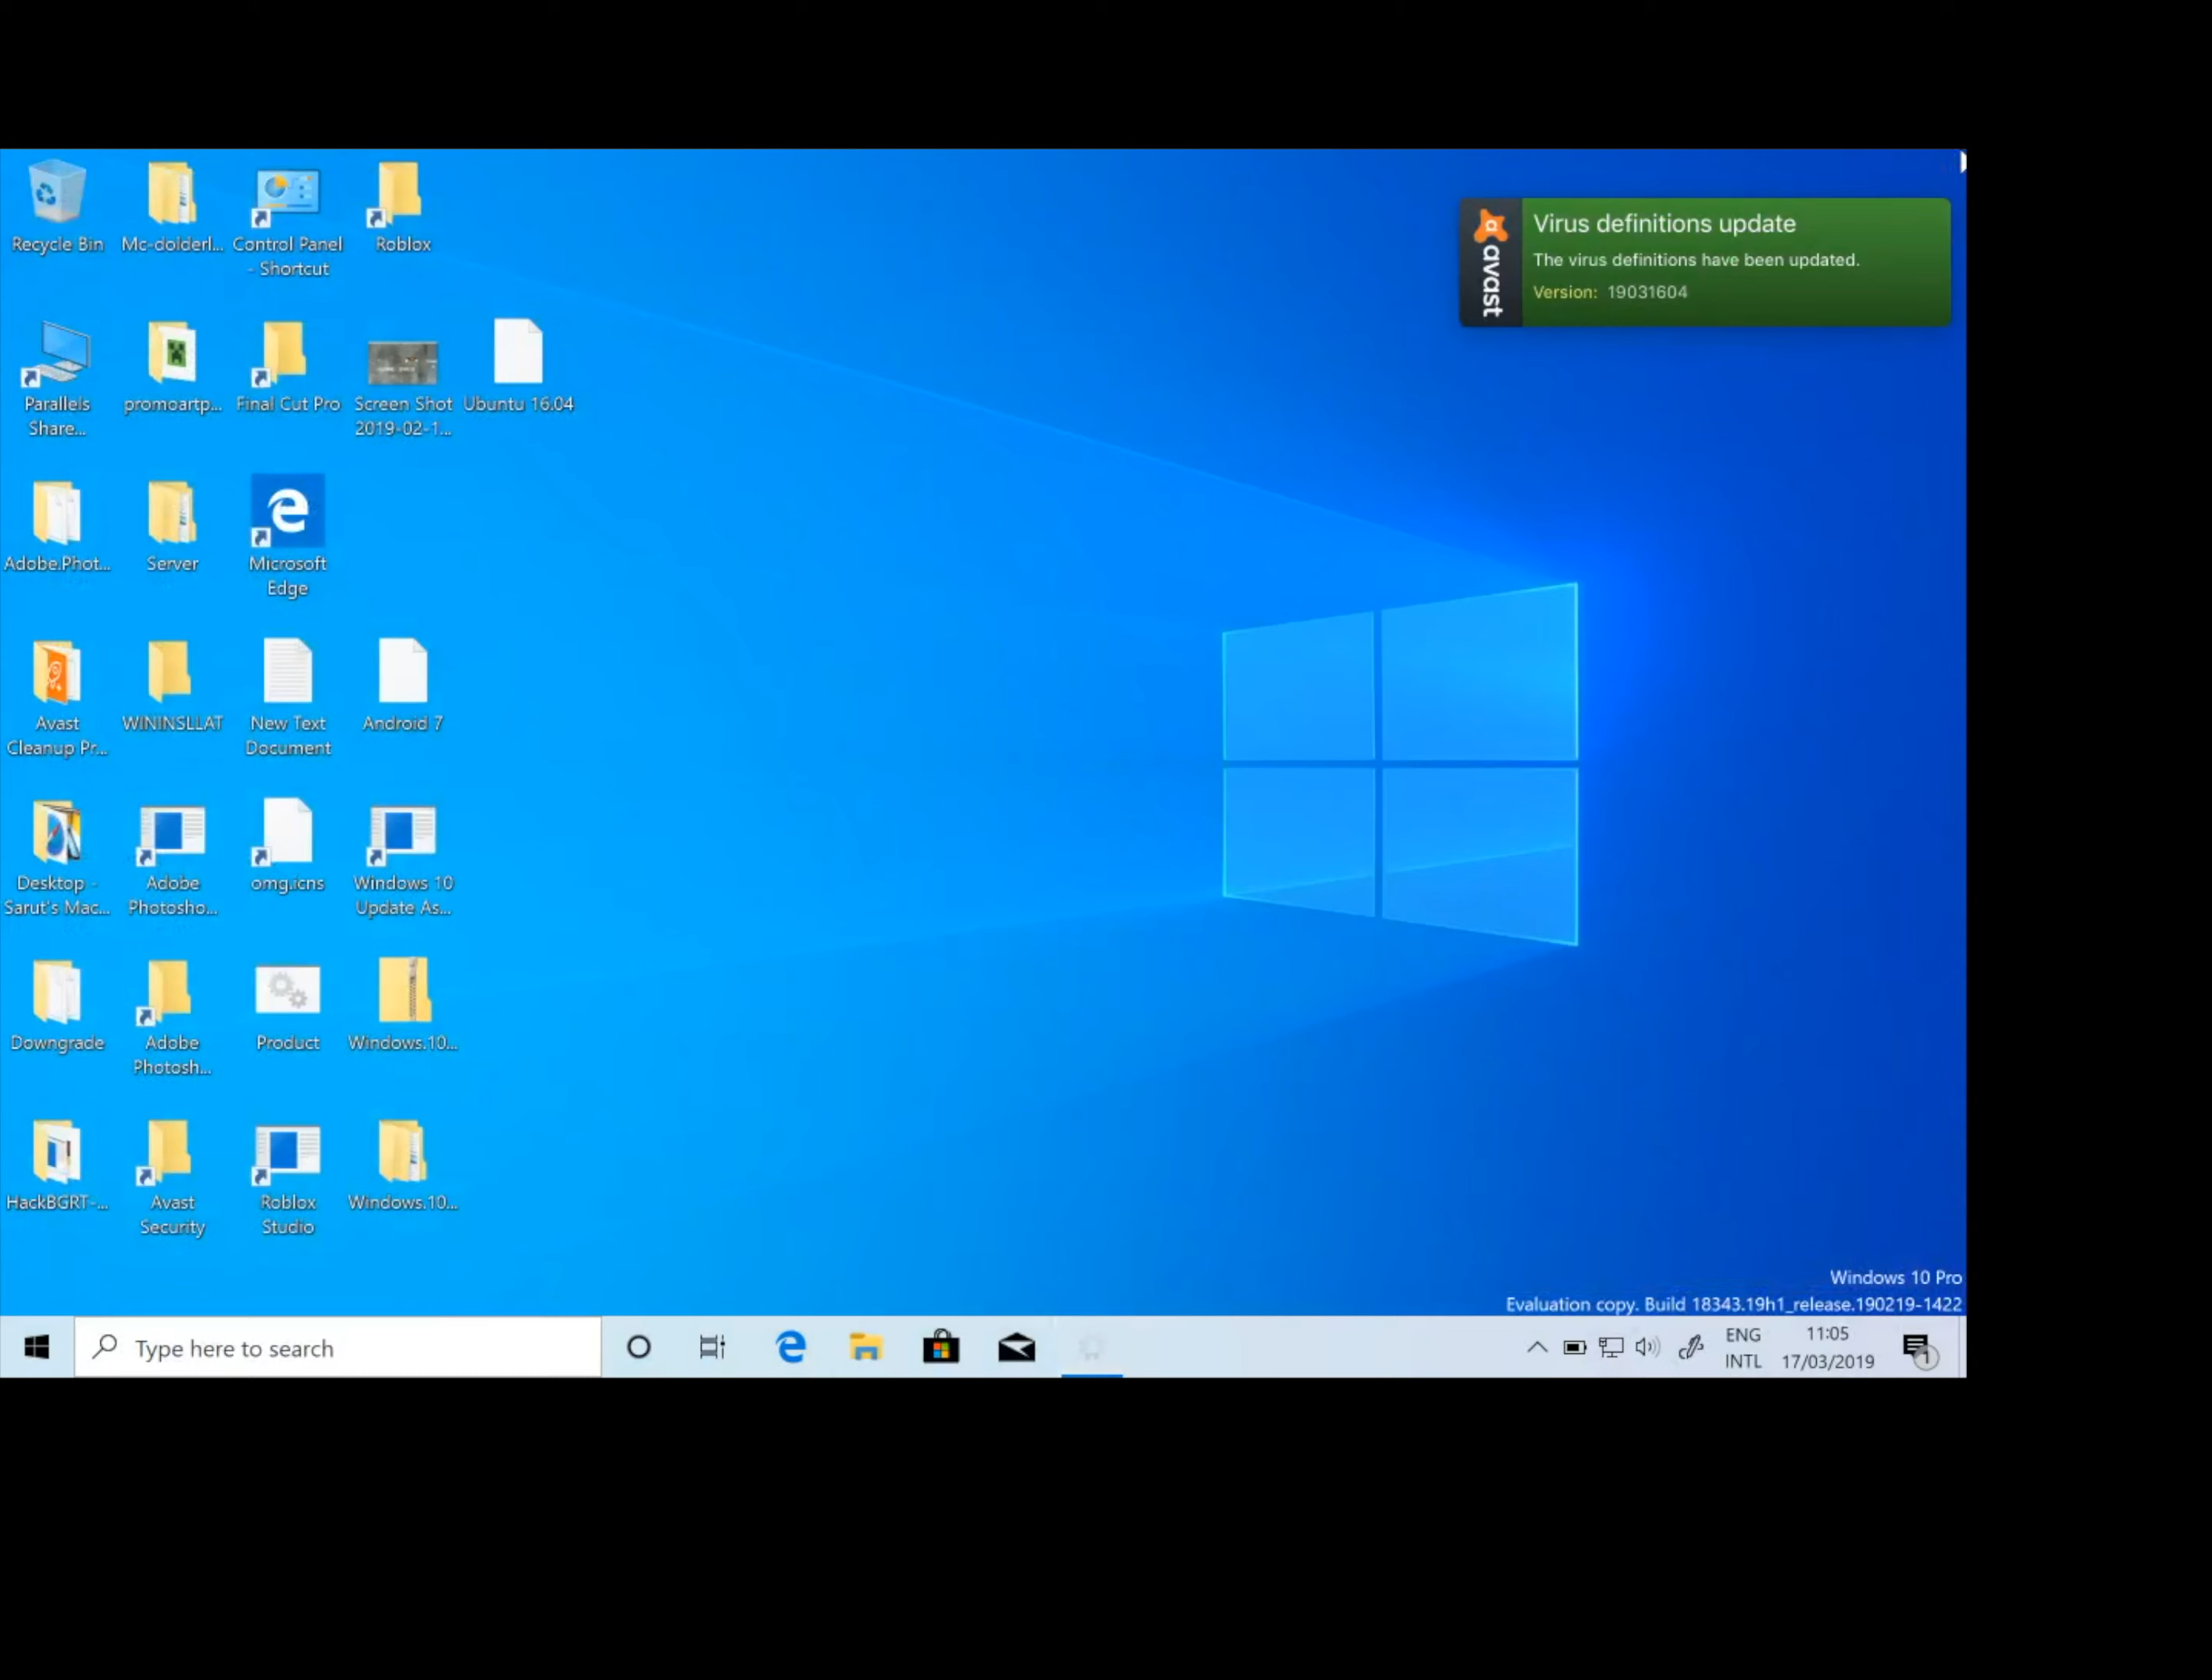 Recycle Bin
Mc-dolderl...
Control Panel
- Shortcut
Roblox
avast
Virus definitions update
The virus definitions have been updated.
Version: 19031604
Parallels
Share...
promoartp...
Final Cut Pro
Screen Shot
2019-02-1...
Ubuntu 16.04
Adobe.Phot...
Server
Microsoft
Edge
Avast
Cleanup Pr...
WININSLLAT
New Text
Document
Android 7
Desktop -
Sarut's Mac...
Adobe
Photosho...
omg.icns
Windows 10
Update As...
Downgrade
Adobe
Photosh...
Product
Windows.10...
HackBGRT-...
Avast
Security
Roblox
Studio
Windows.10...
Windows 10 Pro
Evaluation copy. Build 18343.19h1_release.190219-1422
Type here to search
ENG
INTL
11:05
17/03/2019
1